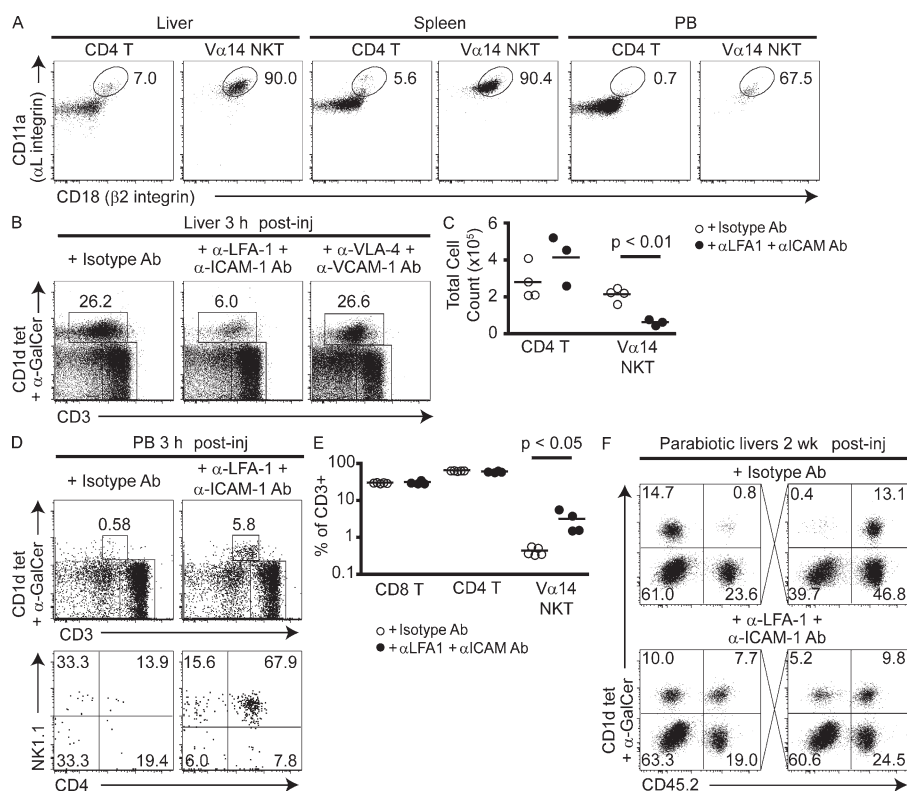 A
Liver
Spleen
PB
CD4 T
Vα14 NKT
CD4 T
Vα14 NKT
CD4 T
Vα14 NKT
CD11a
(αL integrin)
7.0
90.0
5.6
90.4
0.7
67.5
CD18 (β2 integrin)
B
Liver 3 h post-inj
+ Isotype Ab
+ α-LFA-1 +
α-ICAM-1 Ab
+ α-VLA-4 +
α-VCAM-1 Ab
CD1d tet
+ α-GalCer
26.2
6.0
26.6
CD3
C
Total Cell
Count (x10⁵)
6
4
2
0
p < 0.01
+ Isotype Ab
+ αLFA1 + αICAM Ab
CD4 T
Vα14
NKT
D
PB 3 h post-inj
+ Isotype Ab
+ α-LFA-1 +
α-ICAM-1 Ab
CD1d tet
+ α-GalCer
0.58
5.8
CD3
NK1.1
33.3
13.9
33.3
19.4
15.6
67.9
6.0
7.8
CD4
E
% of CD3+
100
10
1
0.1
p < 0.05
CD8 T
CD4 T
Vα14
NKT
+ Isotype Ab
+ αLFA1 + αICAM Ab
F
Parabiotic livers 2 wk post-inj
+ Isotype Ab
14.7
0.8
61.0
23.6
0.4
13.1
39.7
46.8
+ α-LFA-1 +
α-ICAM-1 Ab
10.0
7.7
63.3
19.0
5.2
9.8
60.6
24.5
CD1d tet
+ α-GalCer
CD45.2